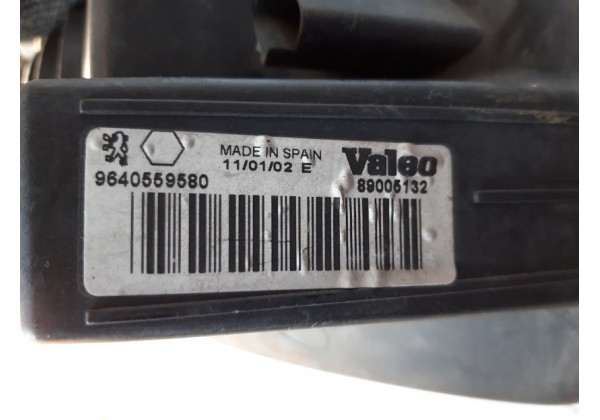 MADE IN SPAIN
11/01/02 E
Valeo
9640559580
89005132